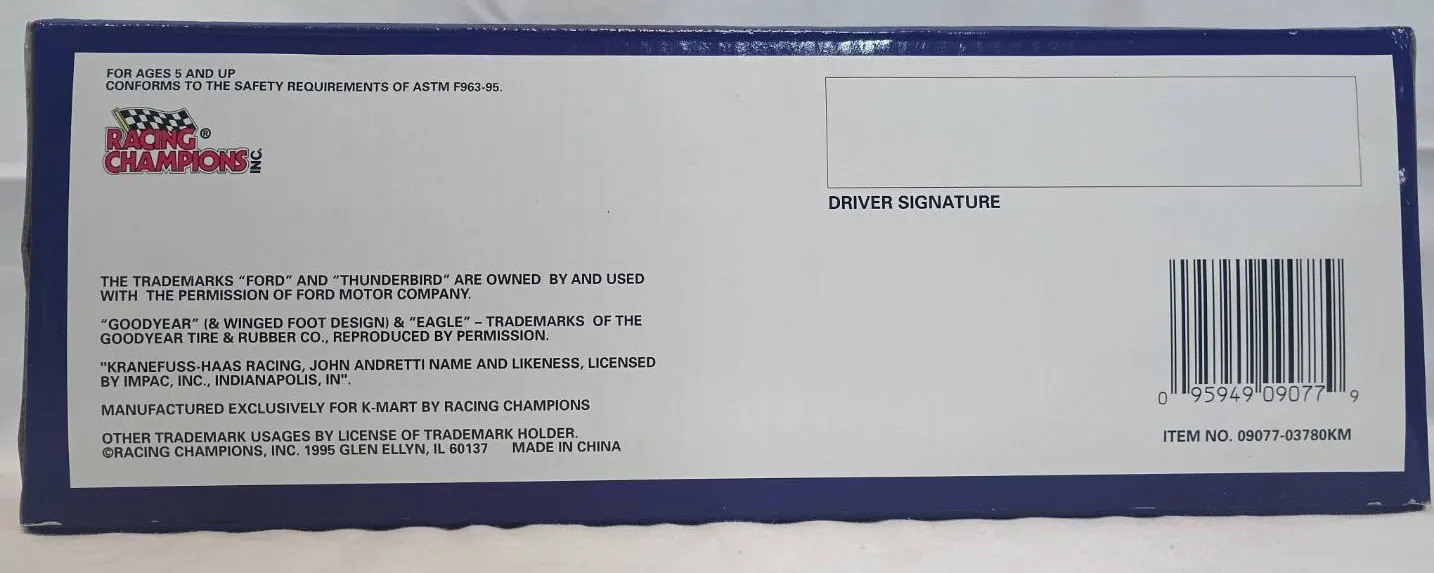 FOR AGES 5 AND UP
CONFORMS TO THE SAFETY REQUIREMENTS OF ASTM F963-95.
RACING®
CHAMPIONS INC.
DRIVER SIGNATURE
THE TRADEMARKS “FORD” AND “THUNDERBIRD” ARE OWNED BY AND USED
WITH THE PERMISSION OF FORD MOTOR COMPANY.
“GOODYEAR” (& WINGED FOOT DESIGN) & “EAGLE” – TRADEMARKS OF THE
GOODYEAR TIRE & RUBBER CO., REPRODUCED BY PERMISSION.
"KRANEFUSS-HAAS RACING, JOHN ANDRETTI NAME AND LIKENESS, LICENSED
BY IMPAC, INC., INDIANAPOLIS, IN".
MANUFACTURED EXCLUSIVELY FOR K-MART BY RACING CHAMPIONS
OTHER TRADEMARK USAGES BY LICENSE OF TRADEMARK HOLDER.
©RACING CHAMPIONS, INC. 1995 GLEN ELLYN, IL 60137 MADE IN CHINA
0 95949 09077 9
ITEM NO. 09077-03780KM